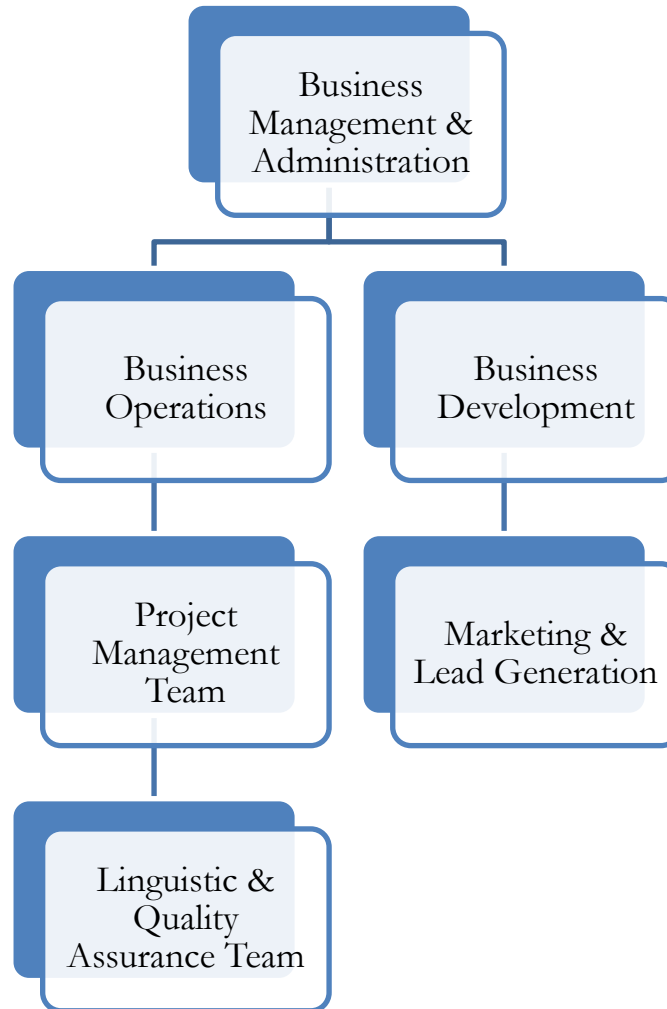 Business
Management &
Administration
Business
Operations
Business
Development
Project
Management
Team
Marketing &
Lead Generation
Linguistic &
Quality
Assurance Team